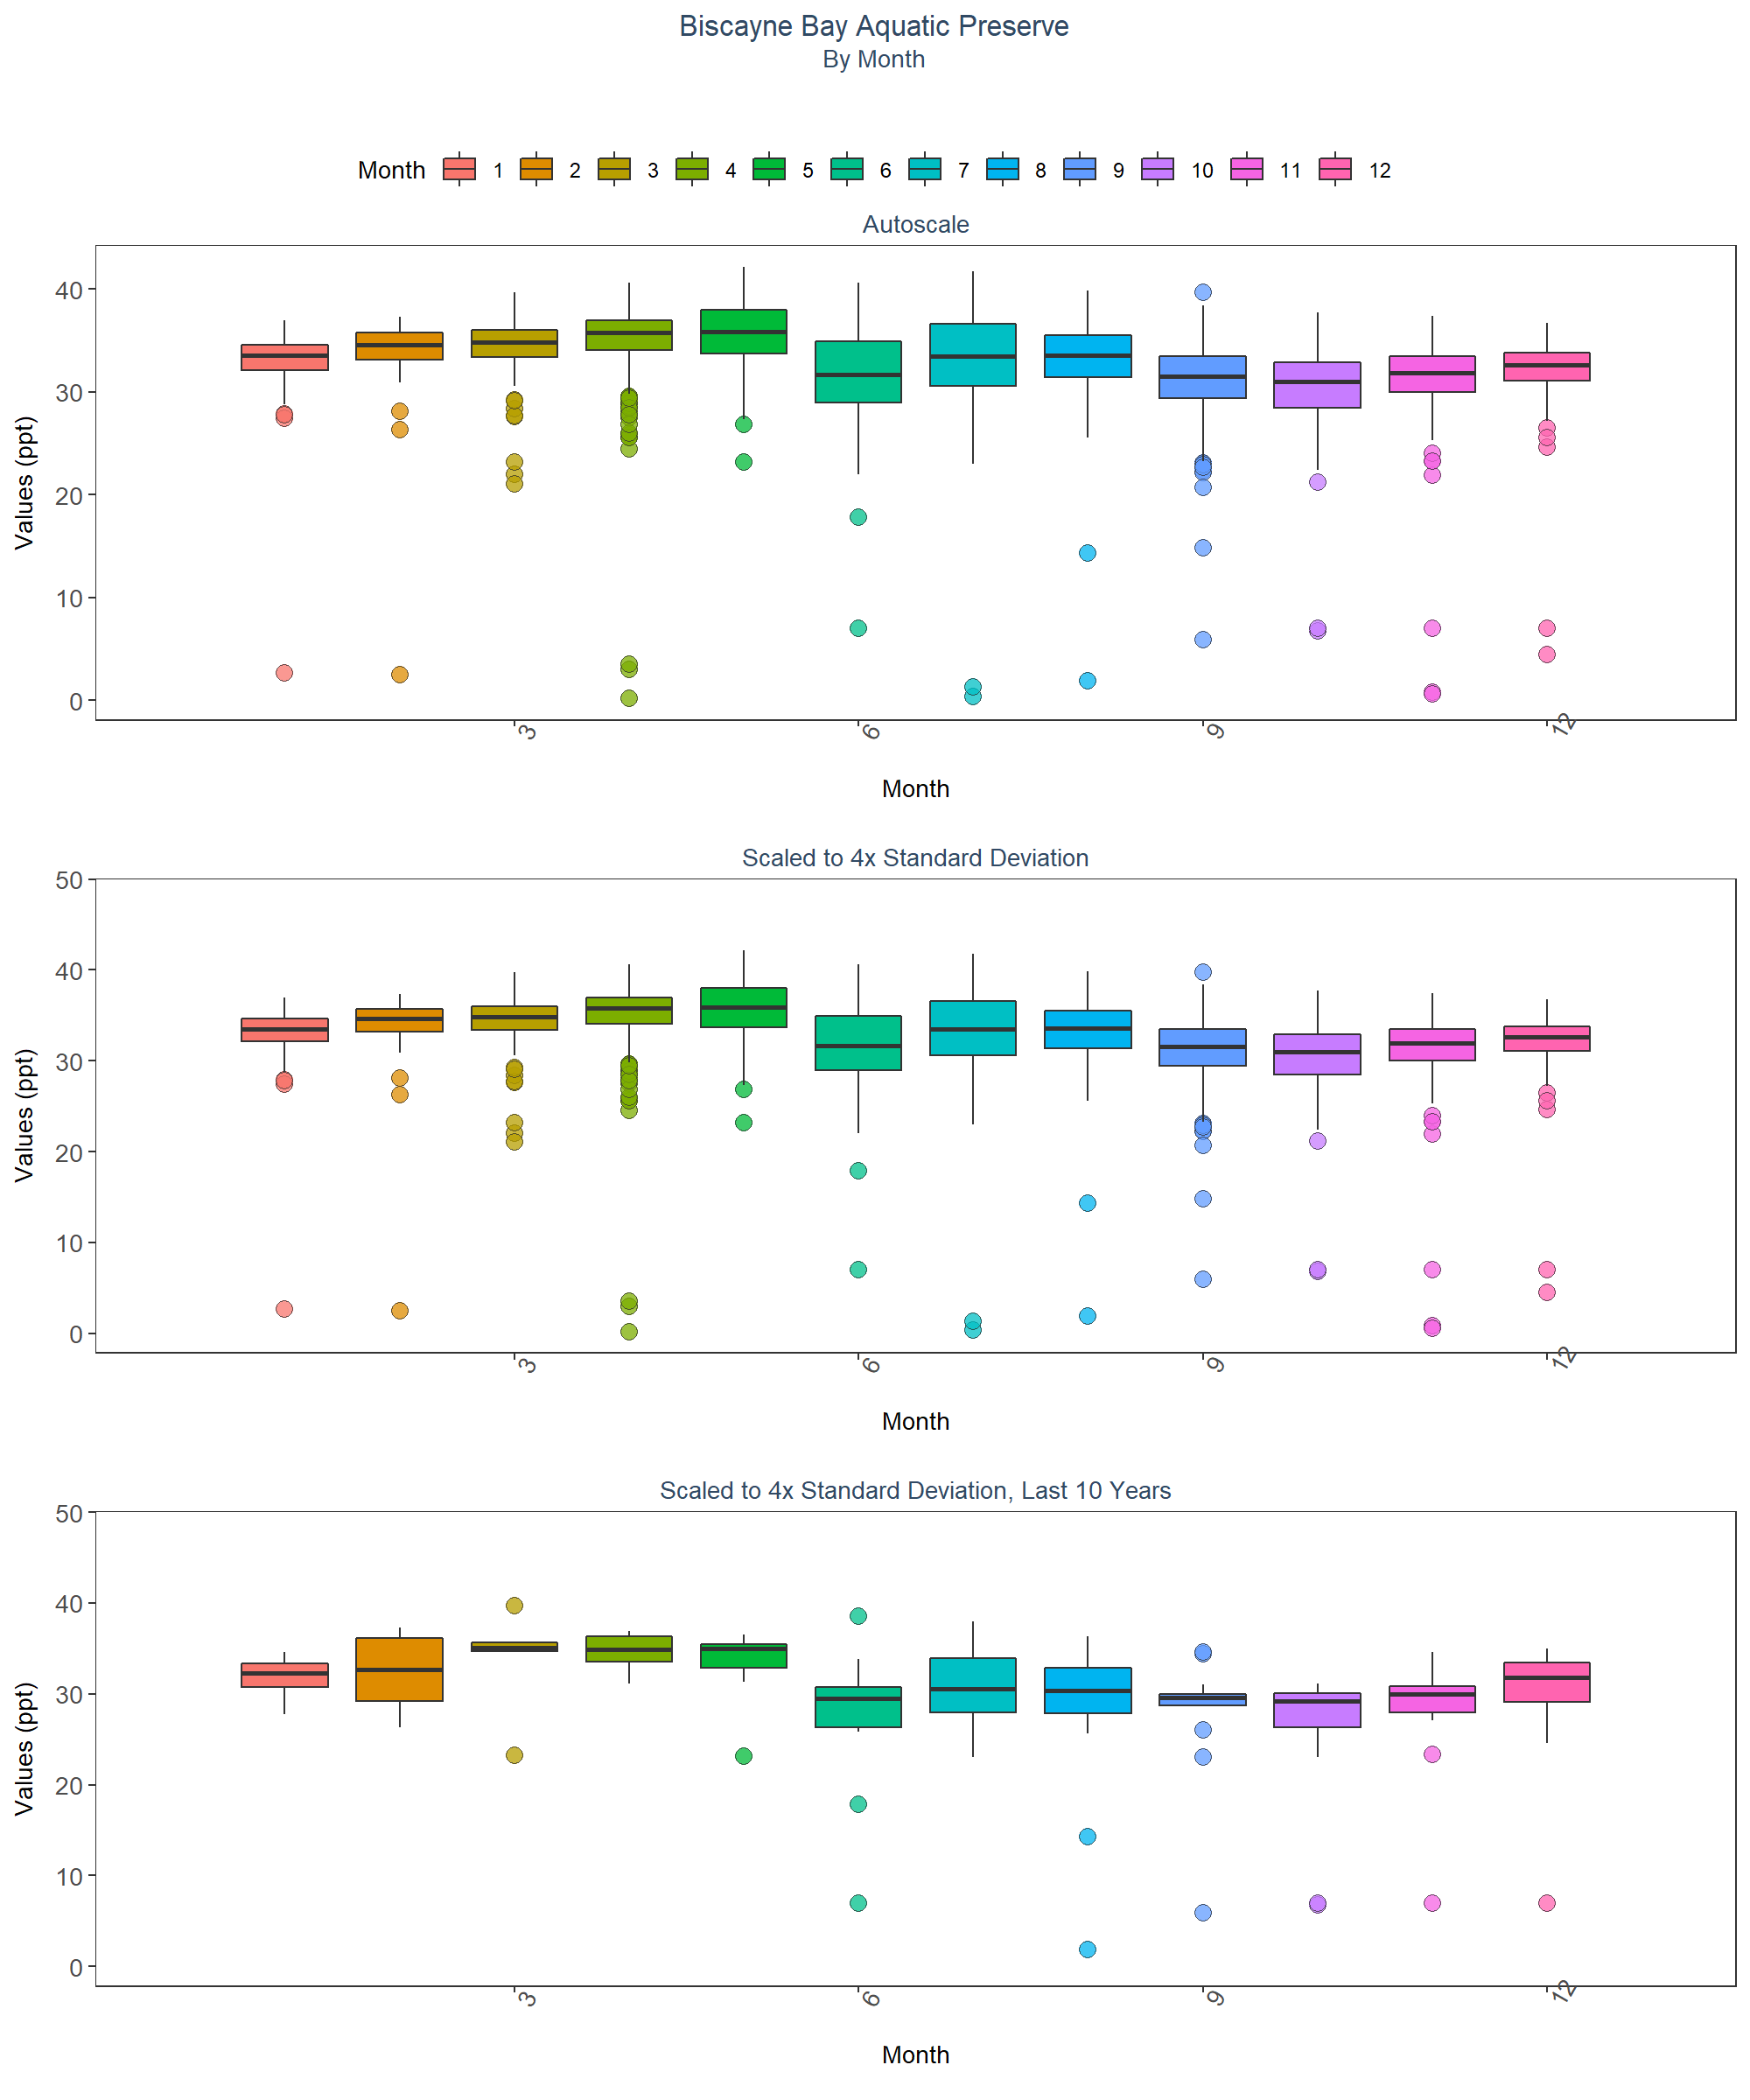 Biscayne Bay Aquatic Preserve
By Month
Month 1 2 3 4 5 6 7 8 9 10 11 12
Autoscale
Values (ppt)
40
30
20
10
0
3 6 9 12
Month
Scaled to 4x Standard Deviation
Values (ppt)
50
40
30
20
10
0
3 6 9 12
Month
Scaled to 4x Standard Deviation, Last 10 Years
Values (ppt)
50
40
30
20
10
0
3 6 9 12
Month